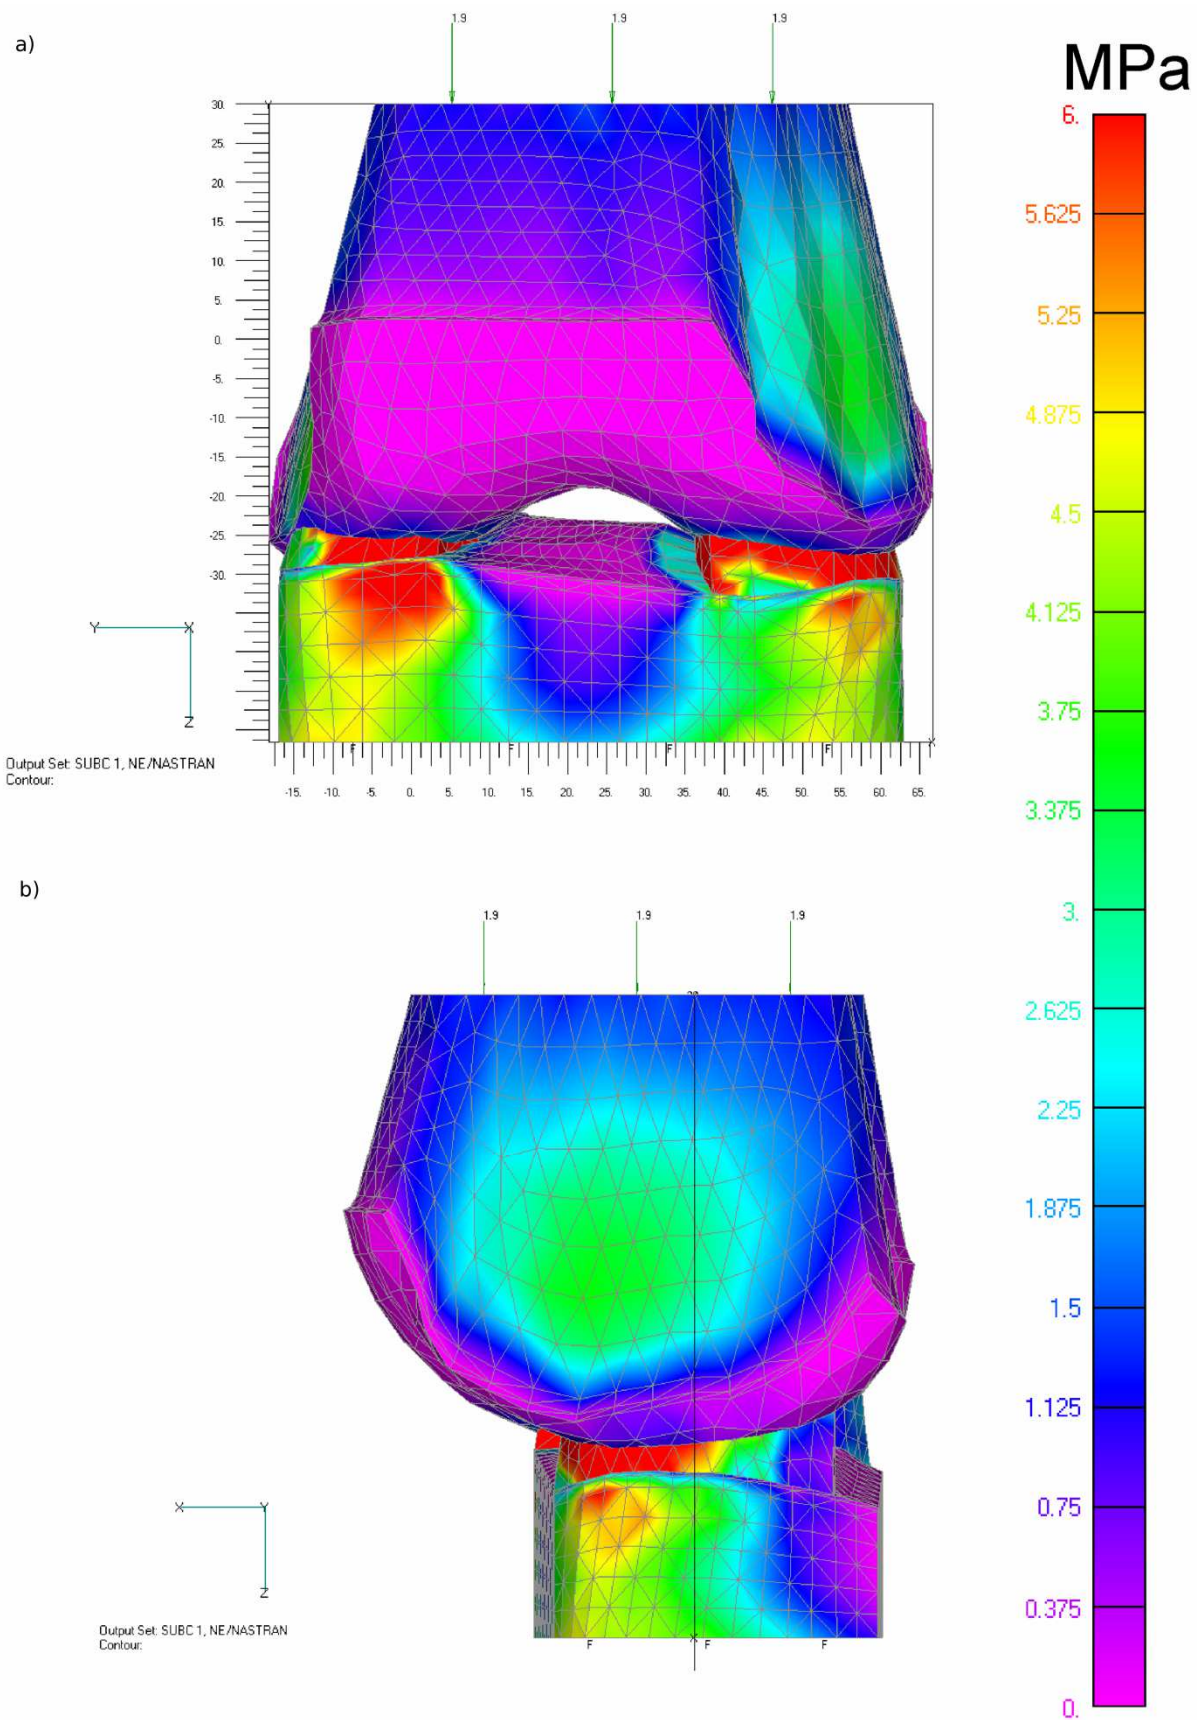 a)
1.9 1.9 1.9
MPa
6.
5.625
5.25
4.875
4.5
4.125
3.75
3.375
3.
2.625
2.25
1.875
1.5
1.125
0.75
0.375
0.
30.
25.
20.
15.
10.
5.
0.
-5.
-10.
-15.
-20.
-25.
-30.
Y X
Z
F F F F
X
-15. -10. -5. 0. 5. 10. 15. 20. 25. 30. 35. 40. 45. 50. 55. 60. 65.
Output Set: SUBC 1, NE/NASTRAN
Contour:
b)
1.9 1.9 1.9
X Y
Z
Output Set: SUBC 1, NE/NASTRAN
Contour:
F X F F